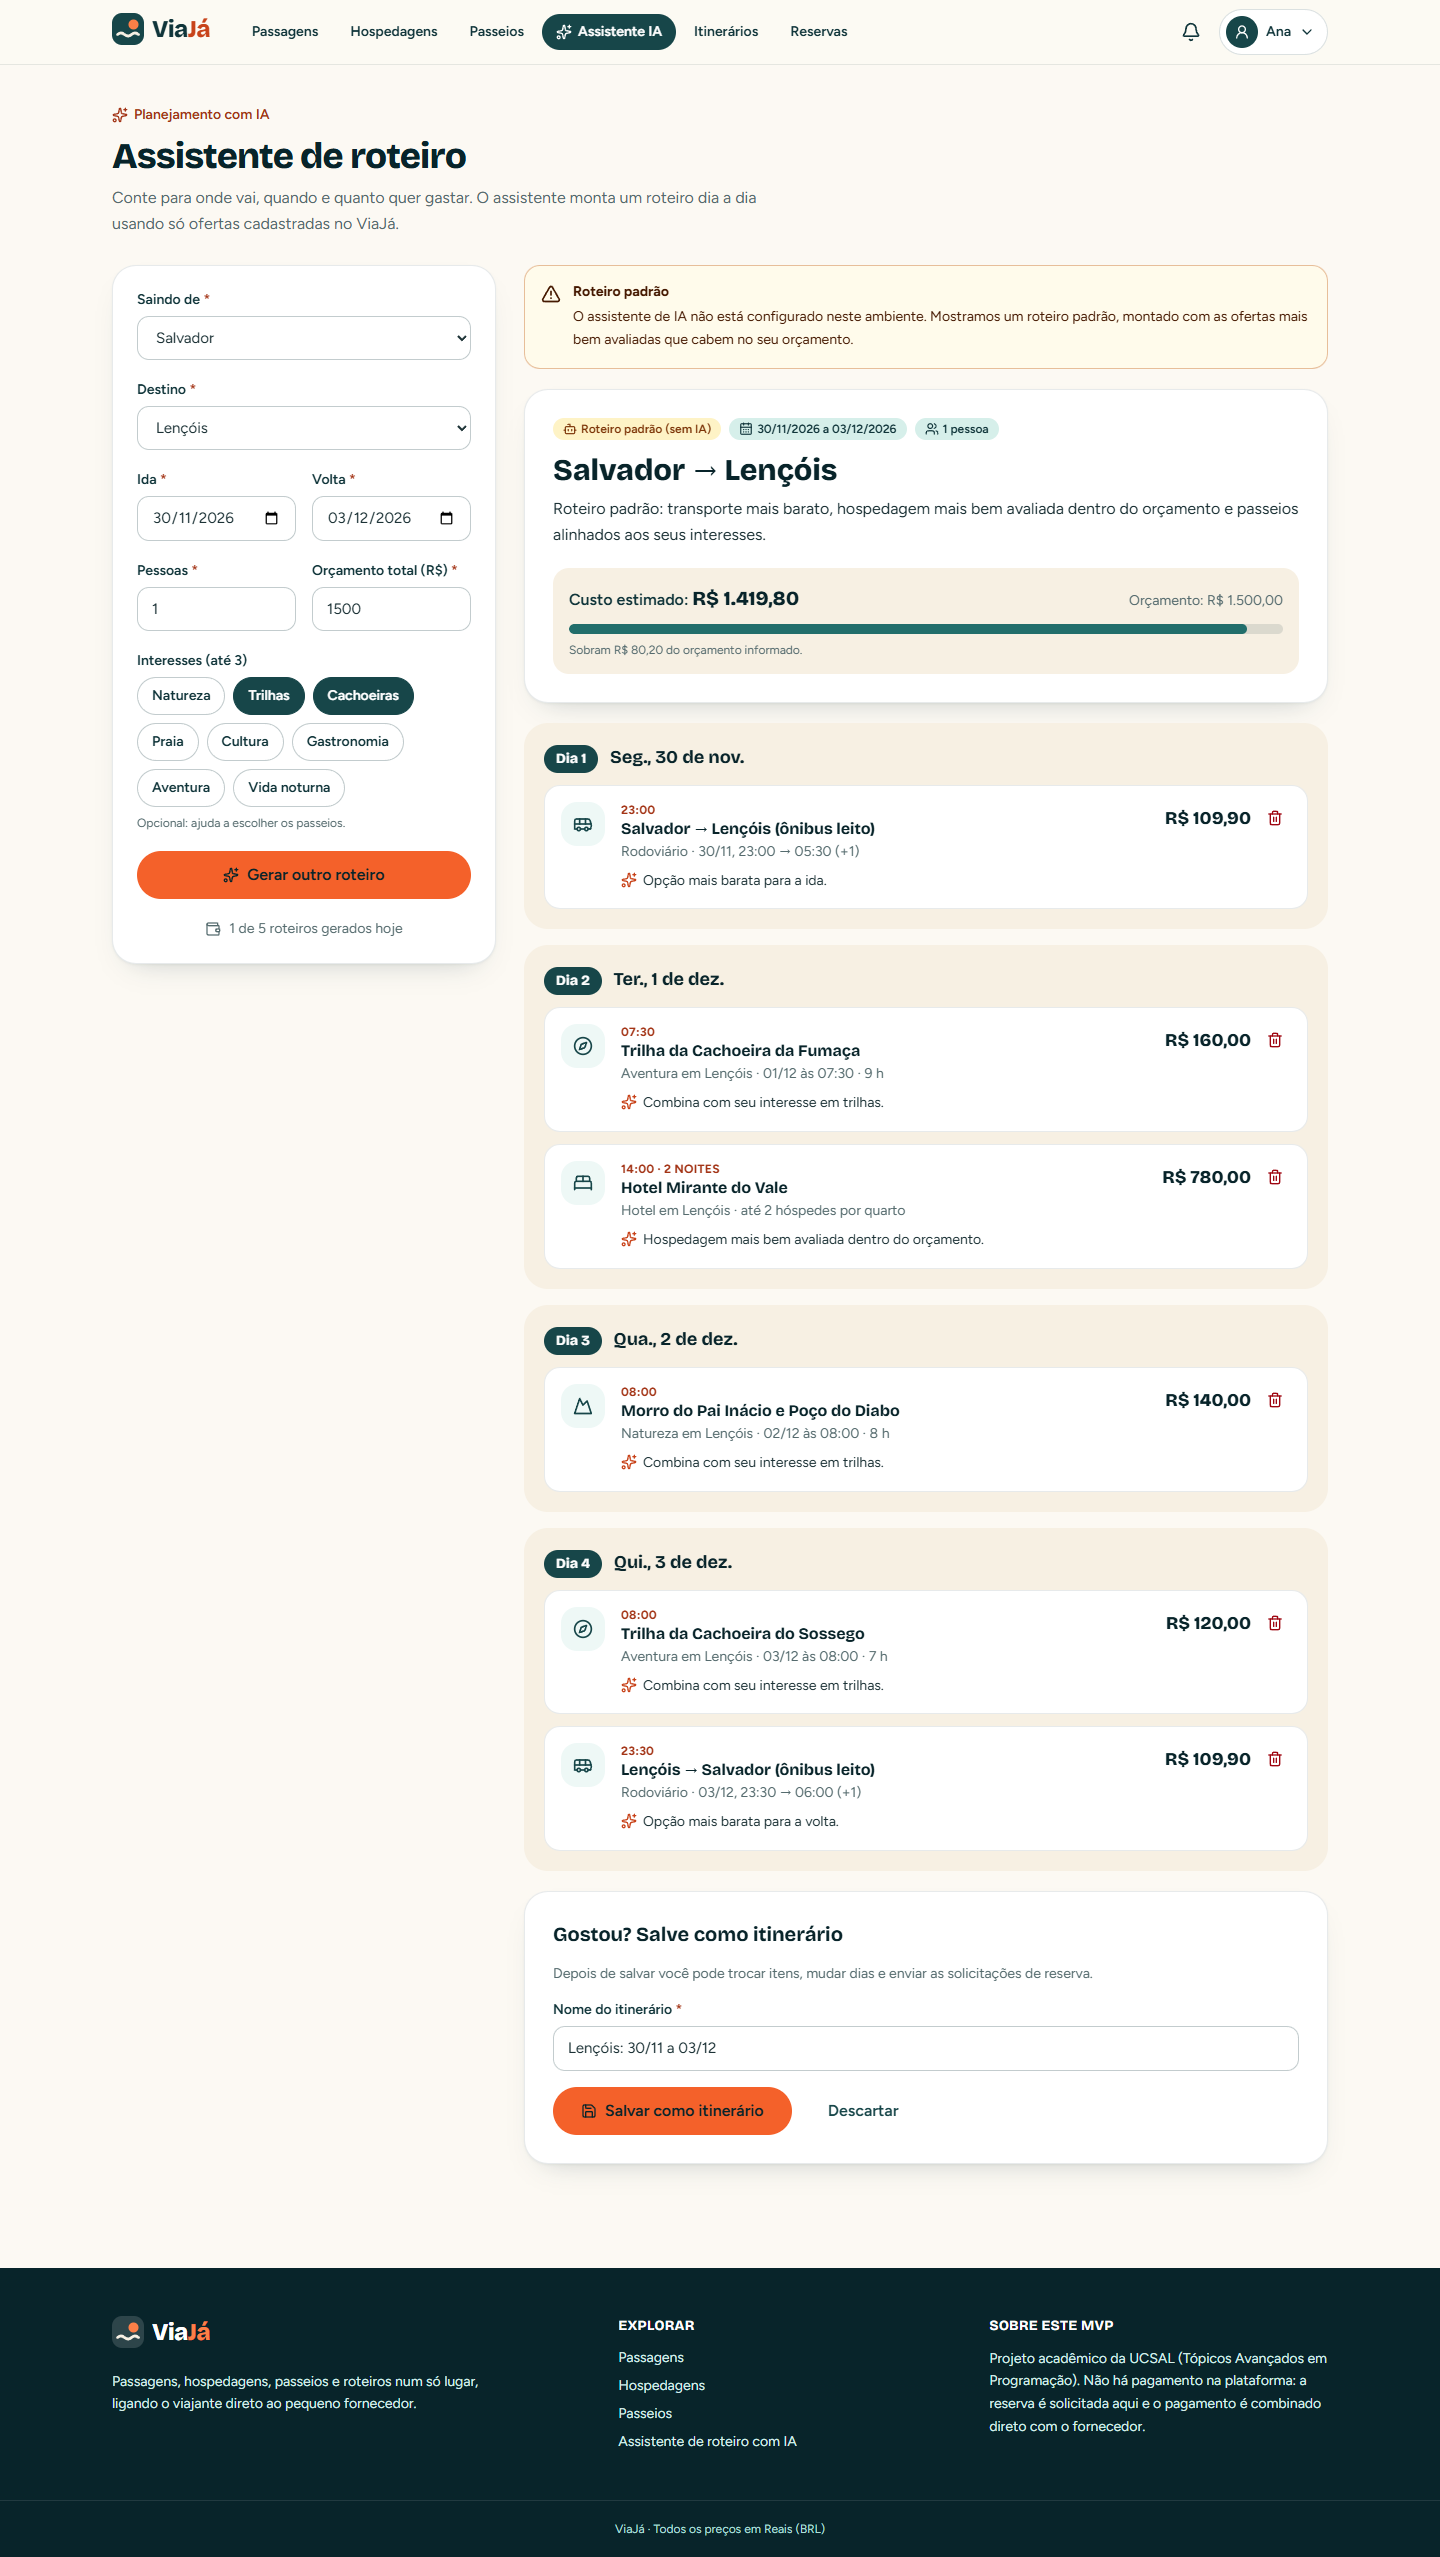 ViaJá
Passagens
Hospedagens
Passeios
Assistente IA
Itinerários
Reservas
Ana
Planejamento com IA
Assistente de roteiro
Conte para onde vai, quando e quanto quer gastar. O assistente monta um roteiro dia a dia
usando só ofertas cadastradas no ViaJá.
Saindo de *
Salvador
Destino *
Lençóis
Ida *
Volta *
30/11/2026
03/12/2026
Pessoas *
Orçamento total (R$) *
1
1500
Interesses (até 3)
Natureza
Trilhas
Cachoeiras
Praia
Cultura
Gastronomia
Aventura
Vida noturna
Opcional: ajuda a escolher os passeios.
Gerar outro roteiro
1 de 5 roteiros gerados hoje
Roteiro padrão
O assistente de IA não está configurado neste ambiente. Mostramos um roteiro padrão, montado com as ofertas mais
bem avaliadas que cabem no seu orçamento.
Roteiro padrão (sem IA)
30/11/2026 a 03/12/2026
1 pessoa
Salvador → Lençóis
Roteiro padrão: transporte mais barato, hospedagem mais bem avaliada dentro do orçamento e passeios
alinhados aos seus interesses.
Custo estimado: R$ 1.419,80
Orçamento: R$ 1.500,00
Sobram R$ 80,20 do orçamento informado.
Dia 1
Seg., 30 de nov.
23:00
Salvador → Lençóis (ônibus leito)
Rodoviário · 30/11, 23:00 → 05:30 (+1)
Opção mais barata para a ida.
R$ 109,90
Dia 2
Ter., 1 de dez.
07:30
Trilha da Cachoeira da Fumaça
Aventura em Lençóis · 01/12 às 07:30 · 9 h
Combina com seu interesse em trilhas.
R$ 160,00
14:00 · 2 NOITES
Hotel Mirante do Vale
Hotel em Lençóis · até 2 hóspedes por quarto
Hospedagem mais bem avaliada dentro do orçamento.
R$ 780,00
Dia 3
Qua., 2 de dez.
08:00
Morro do Pai Inácio e Poço do Diabo
Natureza em Lençóis · 02/12 às 08:00 · 8 h
Combina com seu interesse em trilhas.
R$ 140,00
Dia 4
Qui., 3 de dez.
08:00
Trilha da Cachoeira do Sossego
Aventura em Lençóis · 03/12 às 08:00 · 7 h
Combina com seu interesse em trilhas.
R$ 120,00
23:30
Lençóis → Salvador (ônibus leito)
Rodoviário · 03/12, 23:30 → 06:00 (+1)
Opção mais barata para a volta.
R$ 109,90
Gostou? Salve como itinerário
Depois de salvar você pode trocar itens, mudar dias e enviar as solicitações de reserva.
Nome do itinerário *
Lençóis: 30/11 a 03/12
Salvar como itinerário
Descartar
ViaJá
Passagens, hospedagens, passeios e roteiros num só lugar,
ligando o viajante direto ao pequeno fornecedor.
EXPLORAR
Passagens
Hospedagens
Passeios
Assistente de roteiro com IA
SOBRE ESTE MVP
Projeto acadêmico da UCSAL (Tópicos Avançados em
Programação). Não há pagamento na plataforma: a
reserva é solicitada aqui e o pagamento é combinado
direto com o fornecedor.
ViaJá · Todos os preços em Reais (BRL)